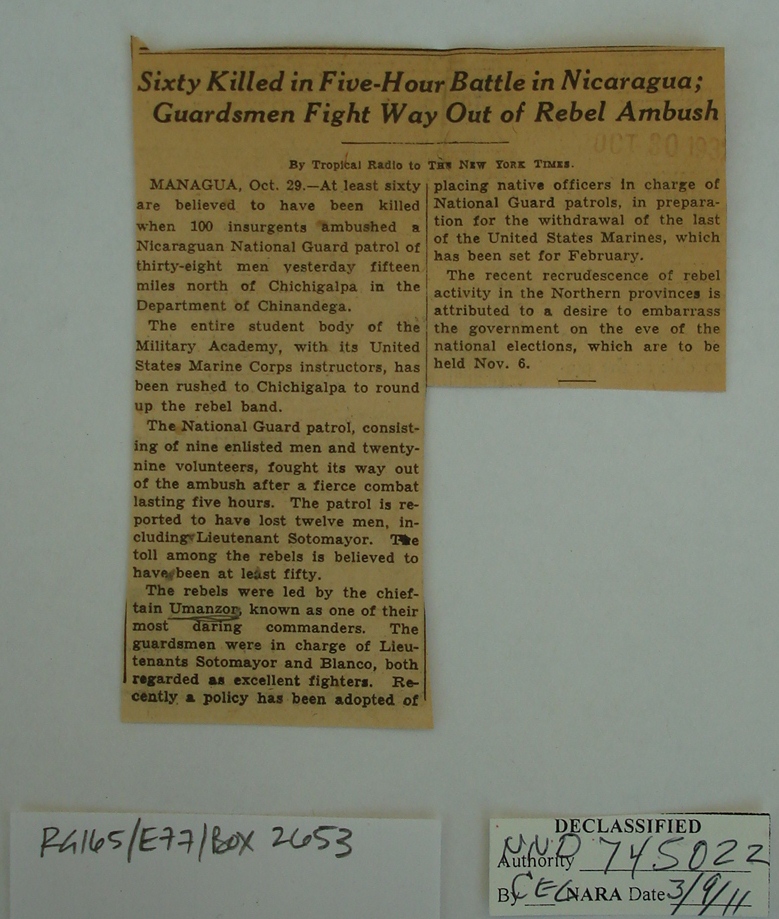 Sixty Killed in Five-Hour Battle in Nicaragua;
Guardsmen Fight Way Out of Rebel Ambush
By Tropical Radio to THE NEW YORK TIMES.
MANAGUA, Oct. 29.—At least sixty
are believed to have been killed
when 100 insurgents ambushed a
Nicaraguan National Guard patrol of
thirty-eight men yesterday fifteen
miles north of Chichigalpa in the
Department of Chinandega.
The entire student body of the
Military Academy, with its United
States Marine Corps instructors, has
been rushed to Chichigalpa to round
up the rebel band.
The National Guard patrol, consist-
ing of nine enlisted men and twenty-
nine volunteers, fought its way out
of the ambush after a fierce combat
lasting five hours. The patrol is re-
ported to have lost twelve men, in-
cluding Lieutenant Sotomayor. The
toll among the rebels is believed to
have been at least fifty.
The rebels were led by the chief-
tain Umanzor, known as one of their
most daring commanders. The
guardsmen were in charge of Lieu-
tenants Sotomayor and Blanco, both
regarded as excellent fighters. Re-
cently a policy has been adopted of
placing native officers in charge of
National Guard patrols, in prepara-
tion for the withdrawal of the last
of the United States Marines, which
has been set for February.
The recent recrudescence of rebel
activity in the Northern provinces is
attributed to a desire to embarrass
the government on the eve of the
national elections, which are to be
held Nov. 6.
RG165/E77/BOX 2653
DECLASSIFIED
Authority NND 745022
By CEG NARA Date 3/9/11